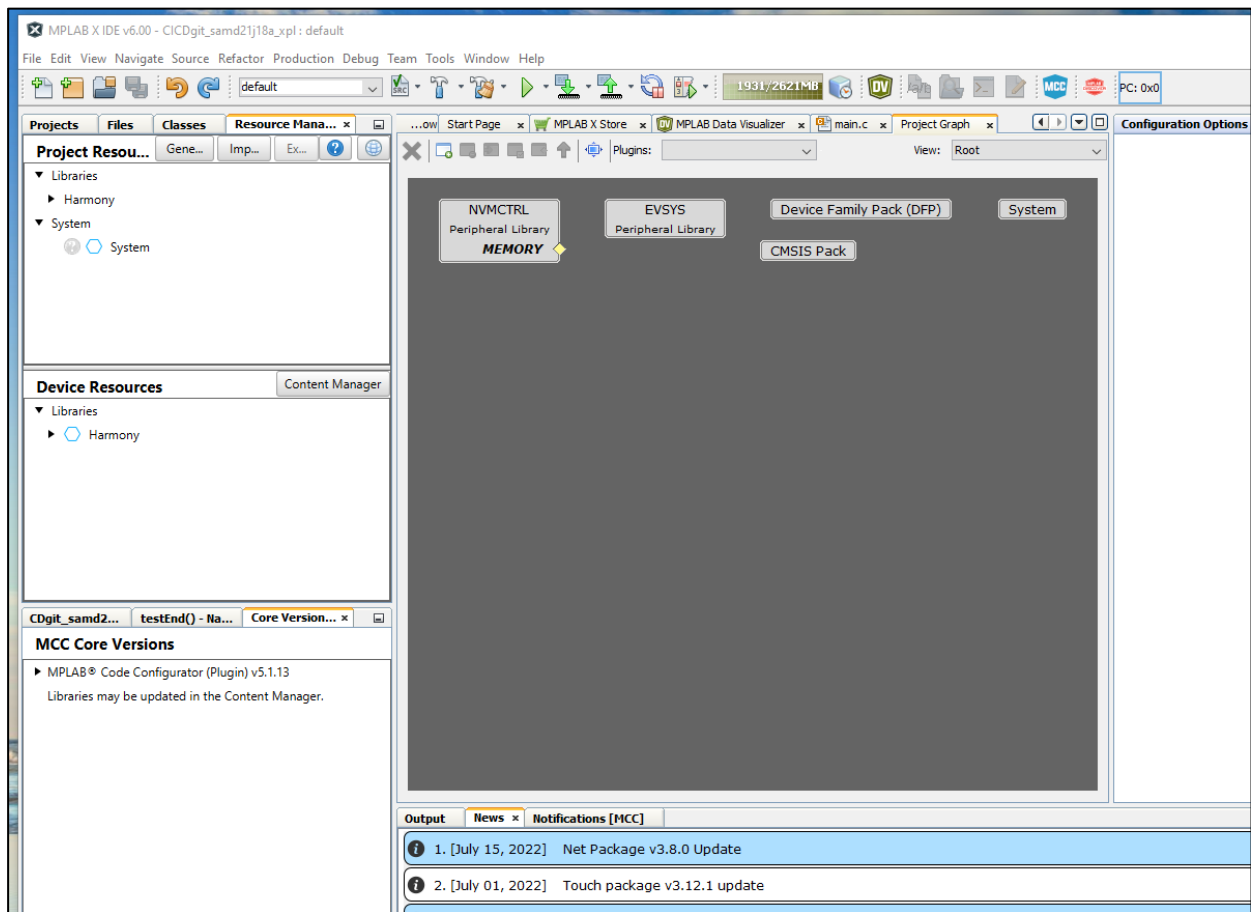 MPLAB X IDE v6.00 - CICDgit_samd21j18a_xpl : default
File Edit View Navigate Source Refactor Production Debug Team Tools Window Help
default
1931/2621MB
DV
MCC
PC: 0x0
Projects Files Classes Resource Mana... x
Project Resou... Gene... Imp... Ex... ?
Libraries
Harmony
System
System
Device Resources Content Manager
Libraries
Harmony
CDgit_samd2... testEnd() - Na... Core Version... x
MCC Core Versions
MPLAB® Code Configurator (Plugin) v5.1.13
Libraries may be updated in the Content Manager.
...ow Start Page x MPLAB X Store x DV MPLAB Data Visualizer x main.c x Project Graph x
Plugins: View: Root
NVMCTRL
Peripheral Library
MEMORY
EVSYS
Peripheral Library
Device Family Pack (DFP)
System
CMSIS Pack
Configuration Options
Output News x Notifications [MCC]
1. [July 15, 2022] Net Package v3.8.0 Update
2. [July 01, 2022] Touch package v3.12.1 update